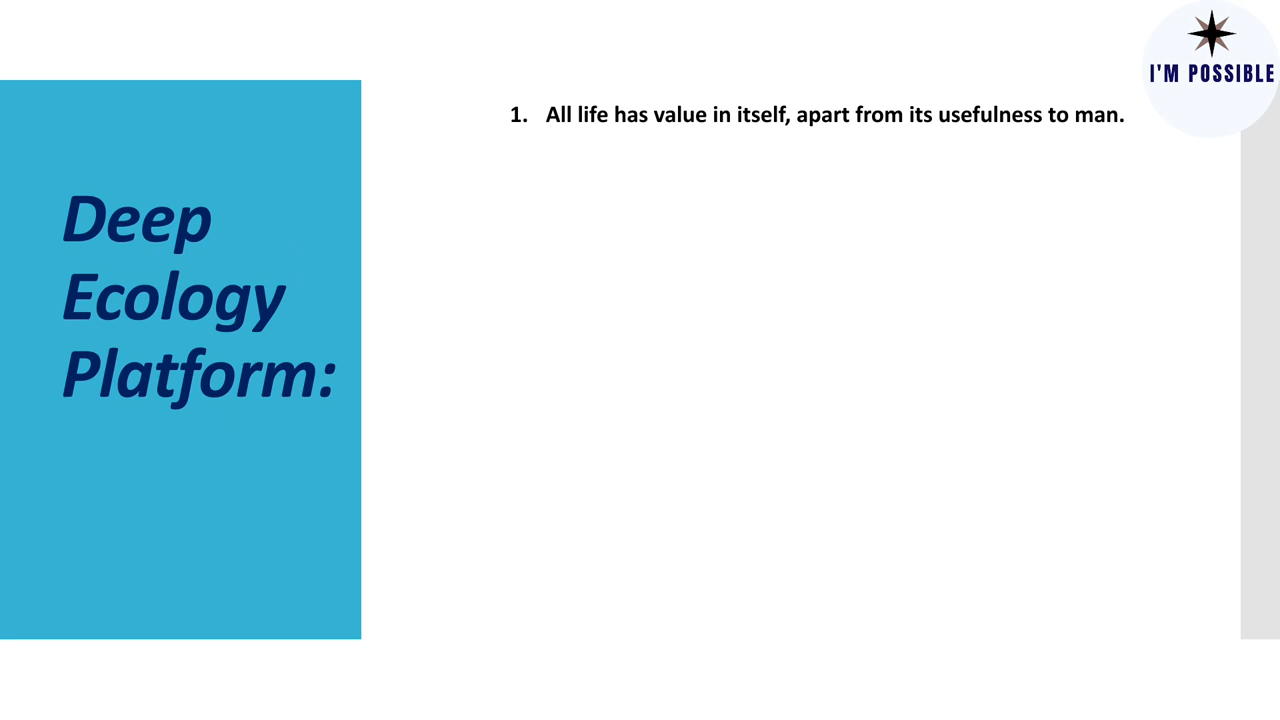 I'M POSSIBLE
1. All life has value in itself, apart from its usefulness to man.
Deep
Ecology
Platform: